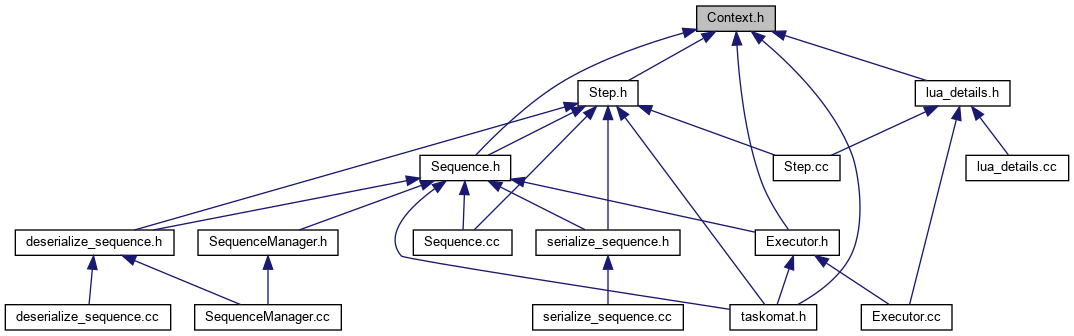 Context.h
Step.h
lua_details.h
Sequence.h
Step.cc
lua_details.cc
deserialize_sequence.h
SequenceManager.h
Sequence.cc
serialize_sequence.h
Executor.h
deserialize_sequence.cc
SequenceManager.cc
serialize_sequence.cc
taskomat.h
Executor.cc